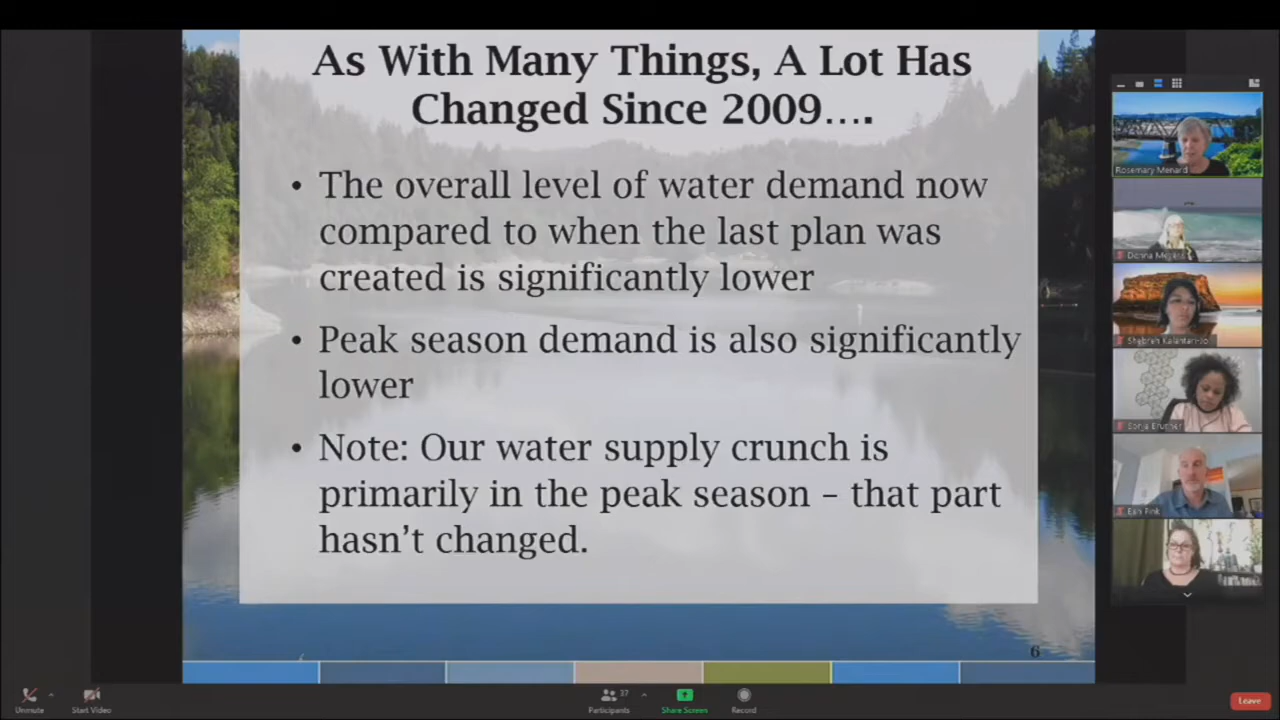 As With Many Things, A Lot Has
Changed Since 2009....
• The overall level of water demand now
compared to when the last plan was
created is significantly lower
• Peak season demand is also significantly
lower
• Note: Our water supply crunch is
primarily in the peak season – that part
hasn't changed.
6
Rosemary Menard
Donna
Unmute
Start Video
37
Participants
Share Screen
Record
Leave